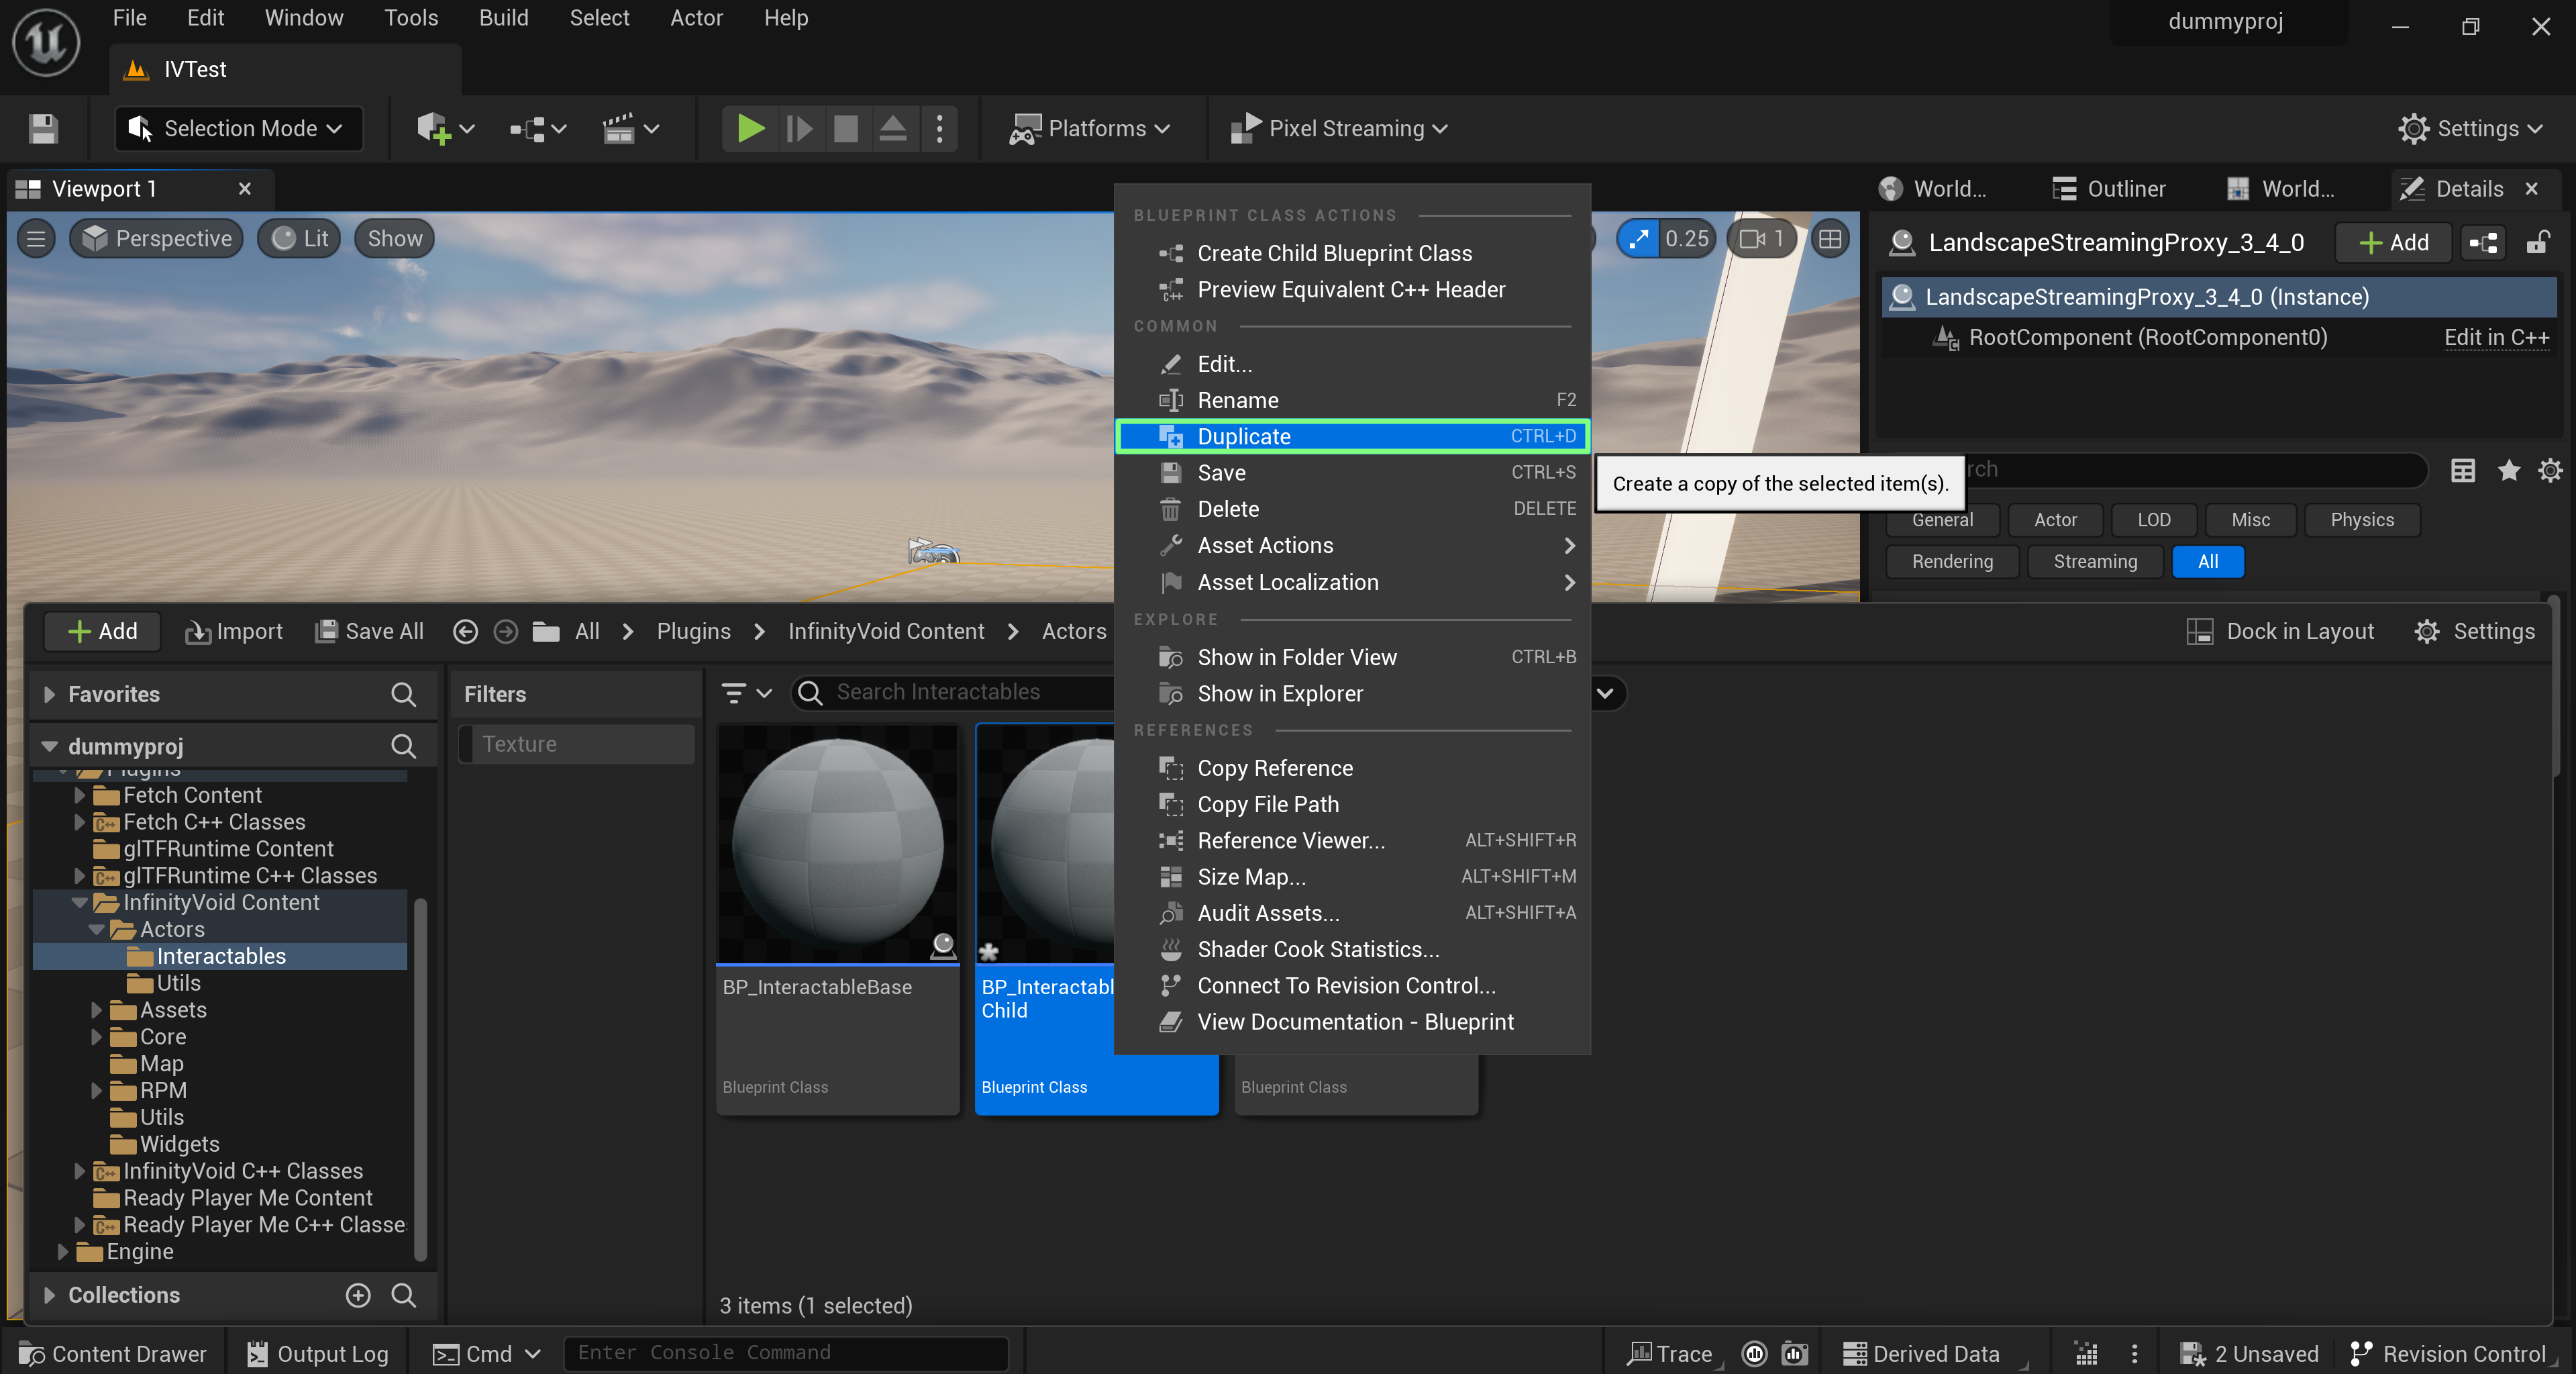 File Edit Window Tools Build Select Actor Help
dummyproj
IVTest
Selection Mode
Platforms
Pixel Streaming
Settings
Viewport 1
World...
Outliner
World...
Details
Perspective
Lit
Show
0.25
1
LandscapeStreamingProxy_3_4_0
Add
LandscapeStreamingProxy_3_4_0 (Instance)
RootComponent (RootComponent0)
Edit in C++
BLUEPRINT CLASS ACTIONS
Create Child Blueprint Class
Preview Equivalent C++ Header
COMMON
Edit...
Rename F2
Duplicate CTRL+D
Save CTRL+S
Delete DELETE
Asset Actions
Asset Localization
EXPLORE
Show in Folder View CTRL+B
Show in Explorer
REFERENCES
Copy Reference
Copy File Path
Reference Viewer... ALT+SHIFT+R
Size Map... ALT+SHIFT+M
Audit Assets... ALT+SHIFT+A
Shader Cook Statistics...
Connect To Revision Control...
View Documentation - Blueprint
Create a copy of the selected item(s).
General Actor LOD Misc Physics
Rendering Streaming All
Add
Import
Save All
All
Plugins
InfinityVoid Content
Actors
Dock in Layout
Settings
Favorites
dummyproj
Plugins
Fetch Content
Fetch C++ Classes
glTFRuntime Content
glTFRuntime C++ Classes
InfinityVoid Content
Actors
Interactables
Utils
Assets
Core
Map
RPM
Utils
Widgets
InfinityVoid C++ Classes
Ready Player Me Content
Ready Player Me C++ Classe
Engine
Collections
Filters
Texture
Search Interactables
BP_InteractableBase
Blueprint Class
BP_Interactabl
Child
Blueprint Class
Blueprint Class
3 items (1 selected)
Content Drawer
Output Log
Cmd
Enter Console Command
Trace
Derived Data
2 Unsaved
Revision Control